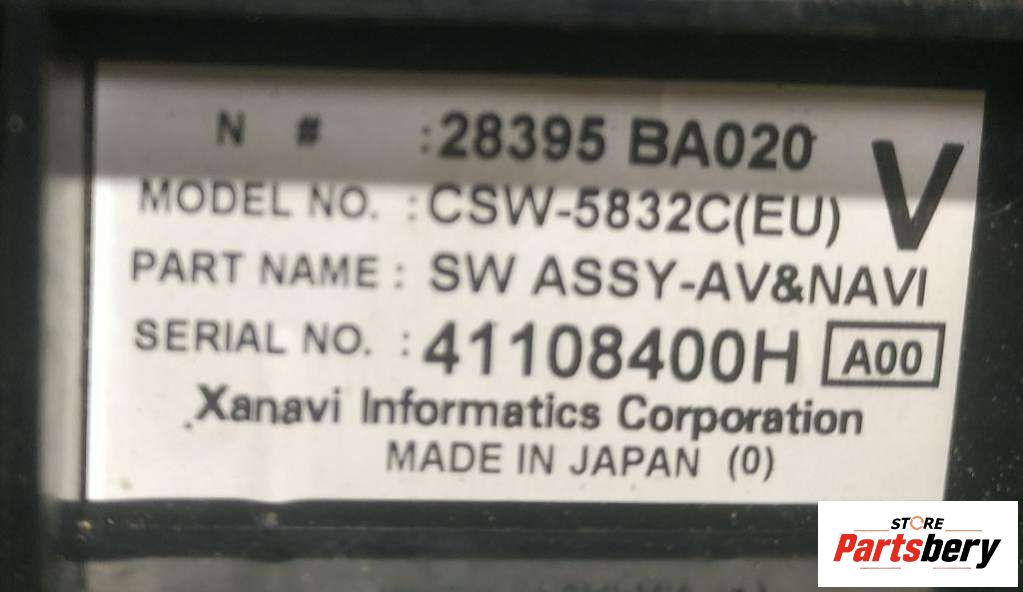 N # :28395 BA020
V
MODEL NO. :CSW-5832C(EU)
PART NAME : SW ASSY-AV&NAVI
SERIAL NO. :41108400H A00
Xanavi Informatics Corporation
MADE IN JAPAN (0)
STORE
Partsbery